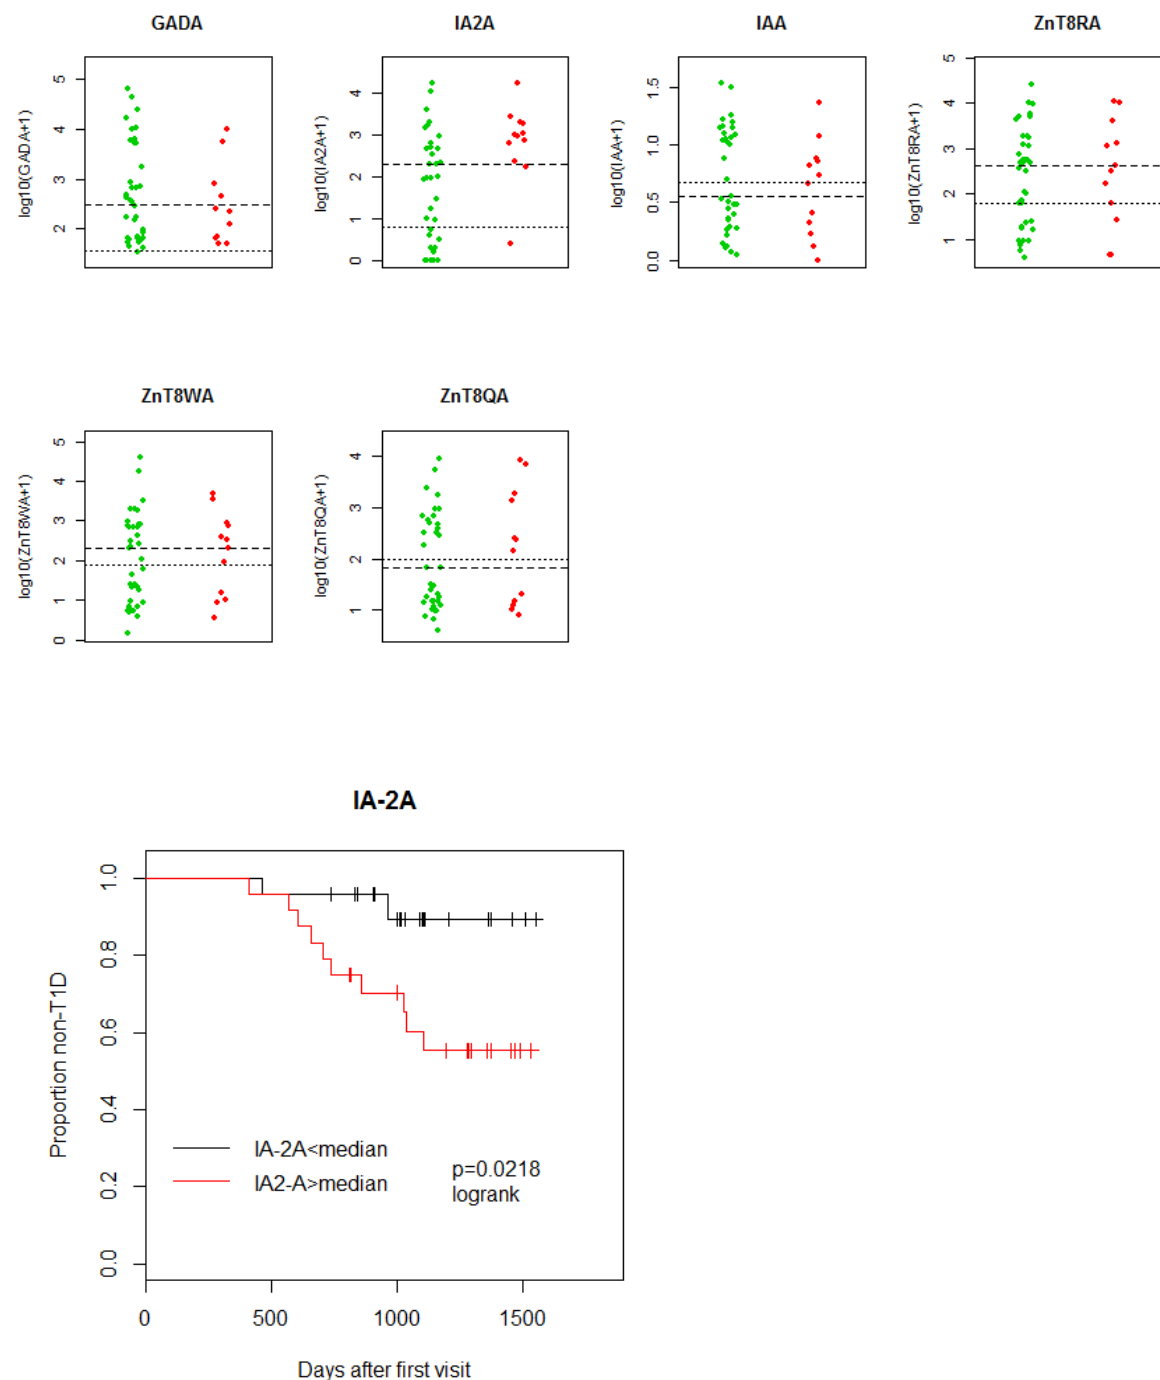 GADA
IA2A
IAA
ZnT8RA
log10(GADA+1)
5
4
3
2
log10(IA2A+1)
4
3
2
1
0
log10(IAA+1)
1.5
1.0
0.5
0.0
log10(ZnT8RA+1)
5
4
3
2
1
ZnT8WA
ZnT8QA
log10(ZnT8WA+1)
5
4
3
2
1
0
log10(ZnT8QA+1)
4
3
2
1
IA-2A
Proportion non-T1D
1.0
0.8
0.6
0.4
0.2
0.0
IA-2A<median
IA2-A>median
p=0.0218
logrank
0 500 1000 1500
Days after first visit